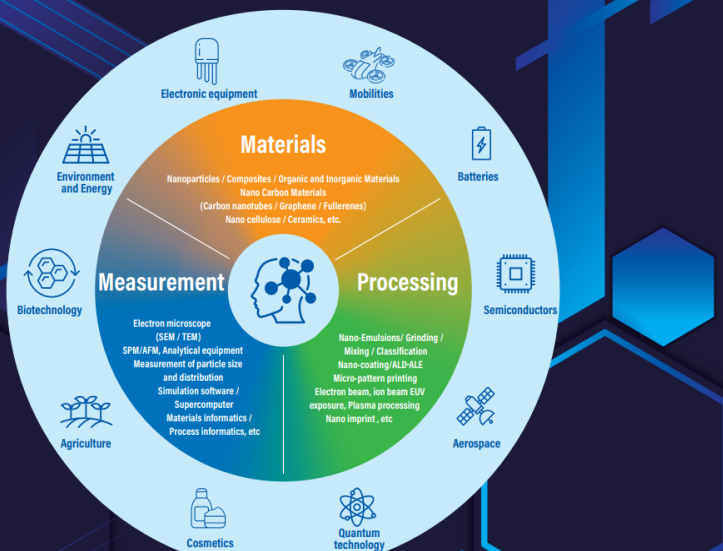 Electronic equipment
Mobilities
Environment
and Energy
Batteries
Biotechnology
Semiconductors
Agriculture
Aerospace
Cosmetics
Quantum
technology
Materials
Nanoparticles / Composites / Organic and Inorganic Materials
Nano Carbon Materials
(Carbon nanotubes / Graphene / Fullerenes)
Nano cellulose / Ceramics, etc.
Measurement
Electron microscope
(SEM / TEM)
SPM/AFM, Analytical equipment
Measurement of particle size
and distribution
Simulation software /
Supercomputer
Materials informatics /
Process informatics, etc
Processing
Nano-Emulsions/ Grinding /
Mixing / Classification
Nano-coating/ALD-ALE
Micro-pattern printing
Electron beam, ion beam EUV
exposure, Plasma processing
Nano imprint , etc